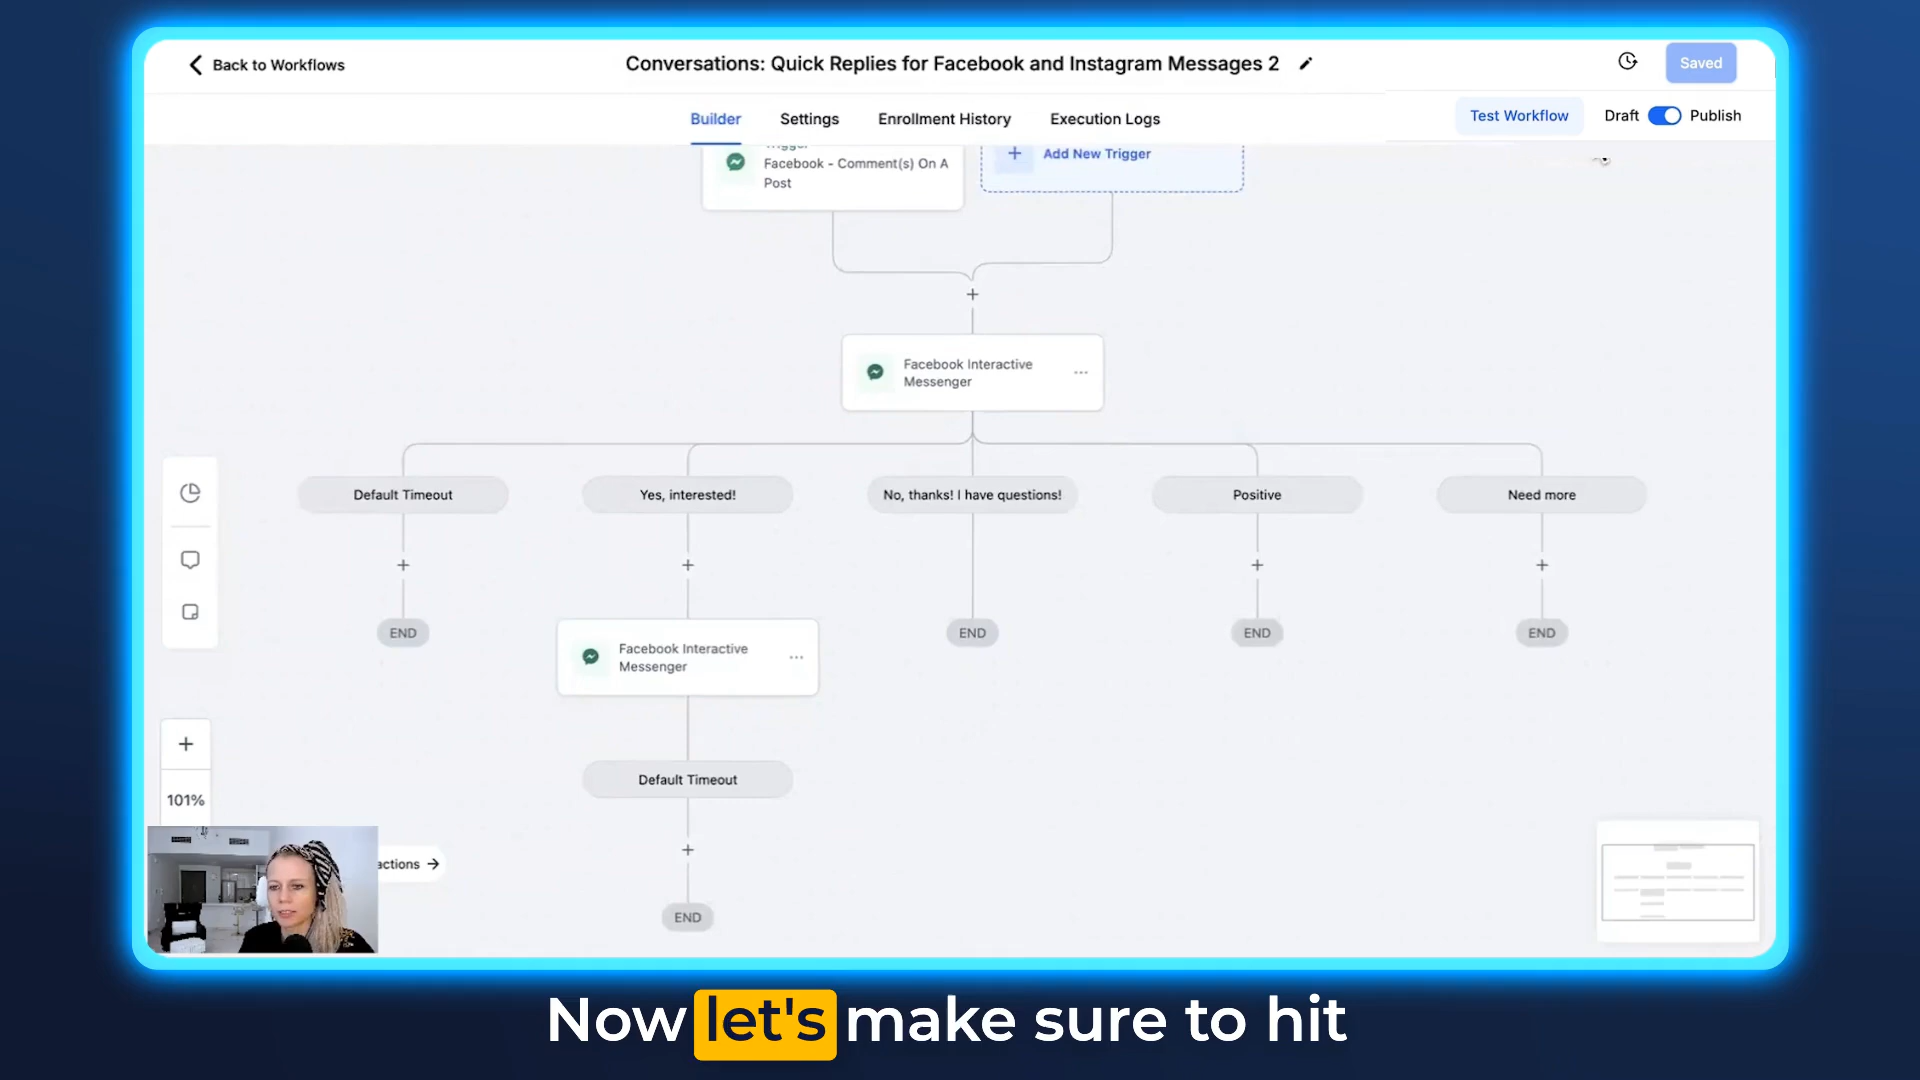 Back to Workflows
Conversations: Quick Replies for Facebook and Instagram Messages 2
Saved
Builder
Settings
Enrollment History
Execution Logs
Test Workflow
Draft
Publish
Trigger
Facebook - Comment(s) On A
Post
Add New Trigger
Facebook Interactive
Messenger
Default Timeout
Yes, interested!
No, thanks! I have questions!
Positive
Need more
END
Facebook Interactive
Messenger
END
END
END
Default Timeout
101%
actions
END
Now let's make sure to hit